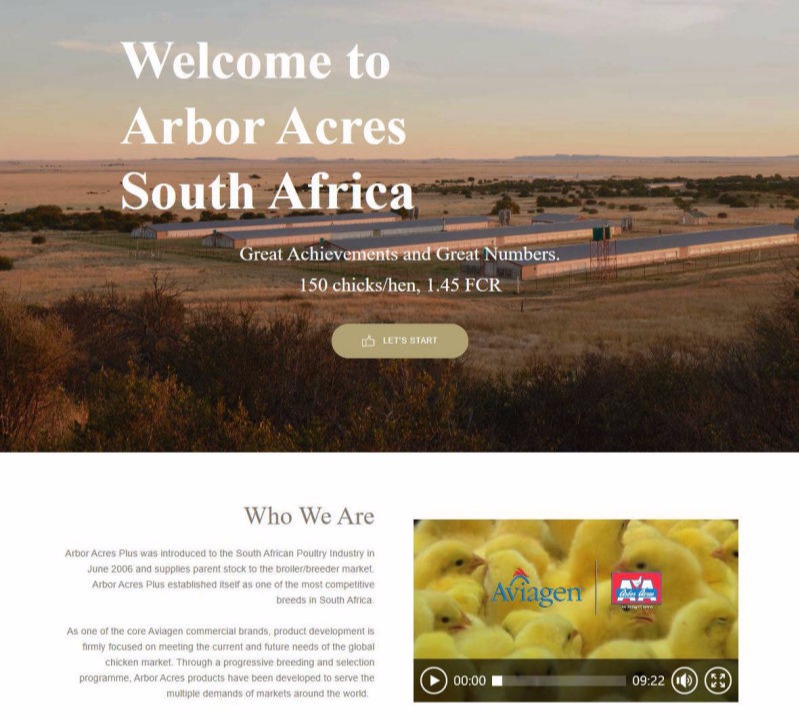 Welcome to
Arbor Acres
South Africa
Great Achievements and Great Numbers.
150 chicks/hen, 1.45 FCR
LET'S START
Who We Are
Arbor Acres Plus was introduced to the South African Poultry Industry in
June 2006 and supplies parent stock to the broiler/breeder market.
Arbor Acres Plus established itself as one of the most competitive
breeds in South Africa.
As one of the core Aviagen commercial brands, product development is
firmly focused on meeting the current and future needs of the global
chicken market. Through a progressive breeding and selection
programme, Arbor Acres products have been developed to serve the
multiple demands of markets around the world.
Aviagen
AA
Arbor Acres
00:00
09:22